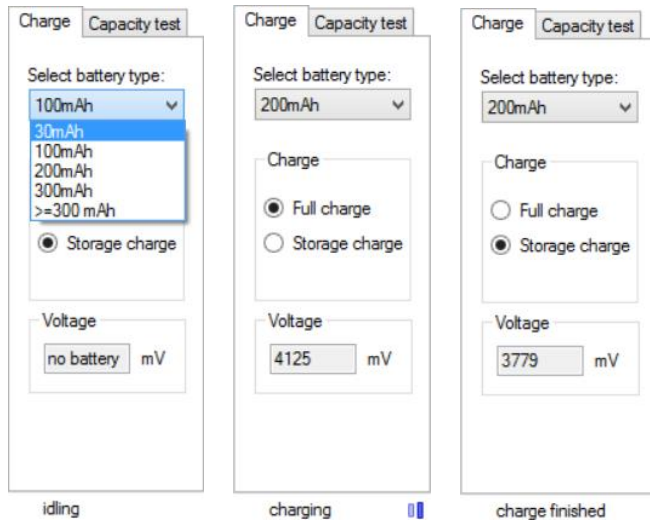 Charge Capacity test
Select battery type:
100mAh
30mAh
100mAh
200mAh
300mAh
>=300 mAh
Storage charge
Voltage
no battery mV
idling
Charge Capacity test
Select battery type:
200mAh
Charge
Full charge
Storage charge
Voltage
4125 mV
charging
Charge Capacity test
Select battery type:
200mAh
Charge
Full charge
Storage charge
Voltage
3779 mV
charge finished